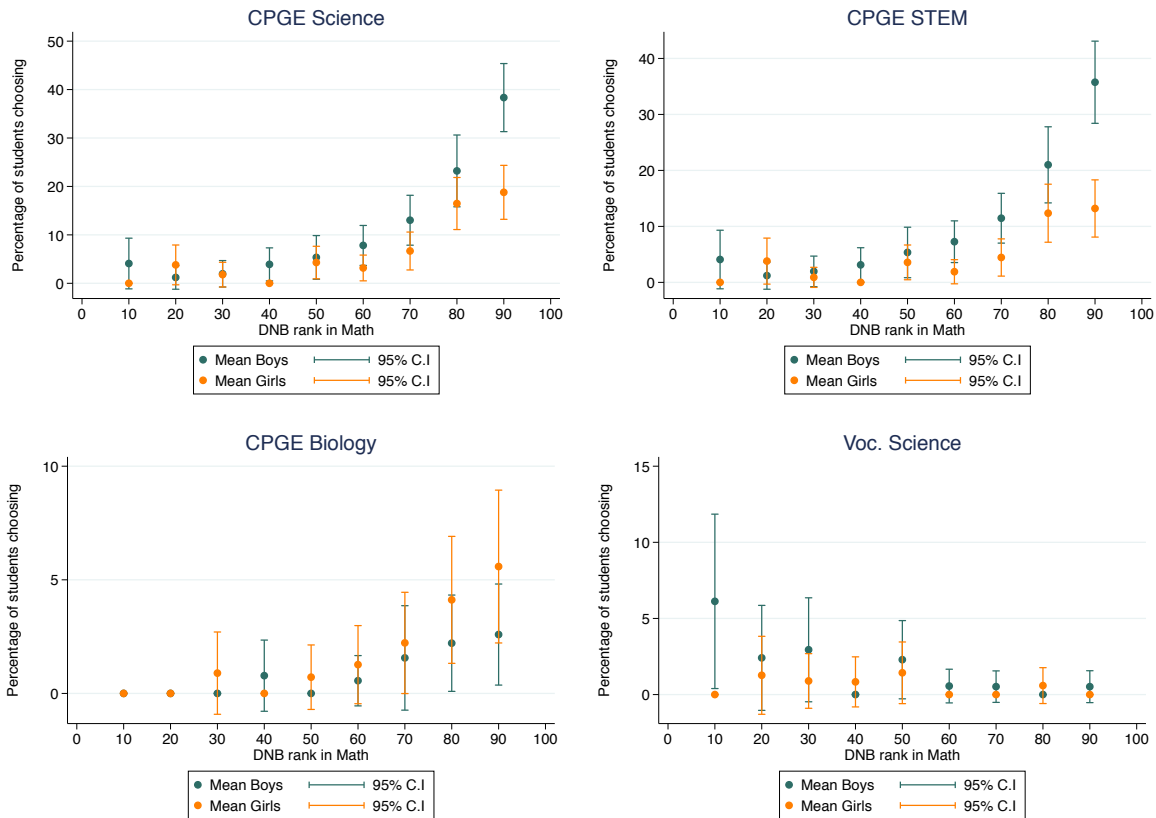 CPGE Science
Percentage of students choosing
50
40
30
20
10
0
0 10 20 30 40 50 60 70 80 90 100
DNB rank in Math
Mean Boys 95% C.I
Mean Girls 95% C.I
CPGE STEM
Percentage of students choosing
40
30
20
10
0
0 10 20 30 40 50 60 70 80 90 100
DNB rank in Math
Mean Boys 95% C.I
Mean Girls 95% C.I
CPGE Biology
Percentage of students choosing
10
5
0
0 10 20 30 40 50 60 70 80 90 100
DNB rank in Math
Mean Boys 95% C.I
Mean Girls 95% C.I
Voc. Science
Percentage of students choosing
15
10
5
0
0 10 20 30 40 50 60 70 80 90 100
DNB rank in Math
Mean Boys 95% C.I
Mean Girls 95% C.I